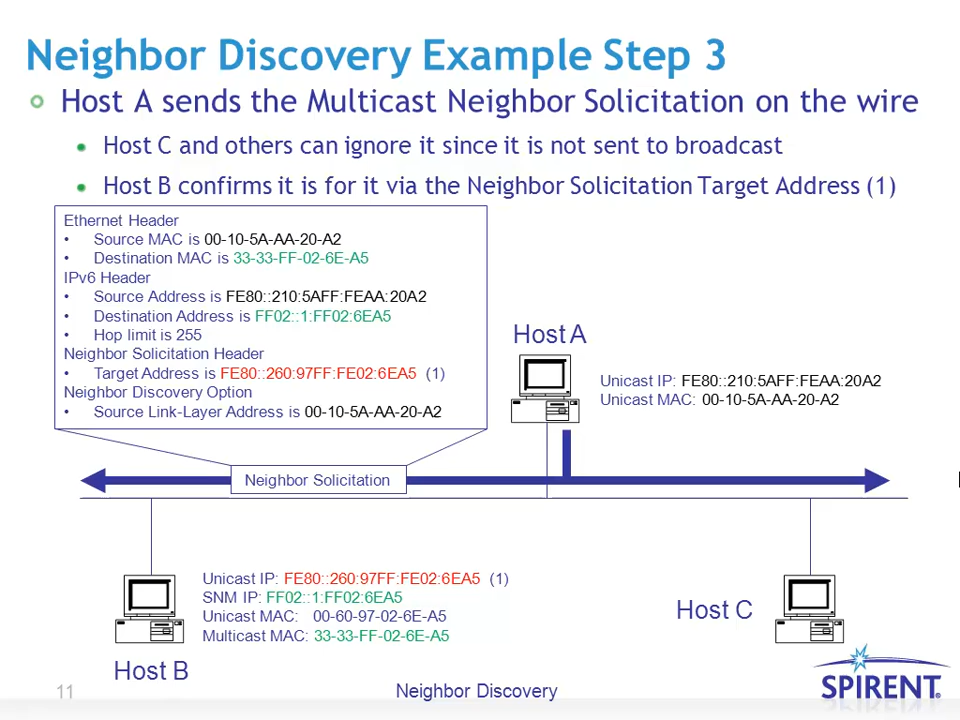 Neighbor Discovery Example Step 3
Host A sends the Multicast Neighbor Solicitation on the wire
Host C and others can ignore it since it is not sent to broadcast
Host B confirms it is for it via the Neighbor Solicitation Target Address (1)
Ethernet Header
• Source MAC is 00-10-5A-AA-20-A2
• Destination MAC is 33-33-FF-02-6E-A5
IPv6 Header
• Source Address is FE80::210:5AFF:FEAA:20A2
• Destination Address is FF02::1:FF02:6EA5
• Hop limit is 255
Neighbor Solicitation Header
• Target Address is FE80::260:97FF:FE02:6EA5 (1)
Neighbor Discovery Option
• Source Link-Layer Address is 00-10-5A-AA-20-A2
Host A
Unicast IP: FE80::210:5AFF:FEAA:20A2
Unicast MAC: 00-10-5A-AA-20-A2
Neighbor Solicitation
Unicast IP: FE80::260:97FF:FE02:6EA5 (1)
SNM IP: FF02::1:FF02:6EA5
Unicast MAC: 00-60-97-02-6E-A5
Multicast MAC: 33-33-FF-02-6E-A5
Host B
Host C
11
Neighbor Discovery
SPIRENT